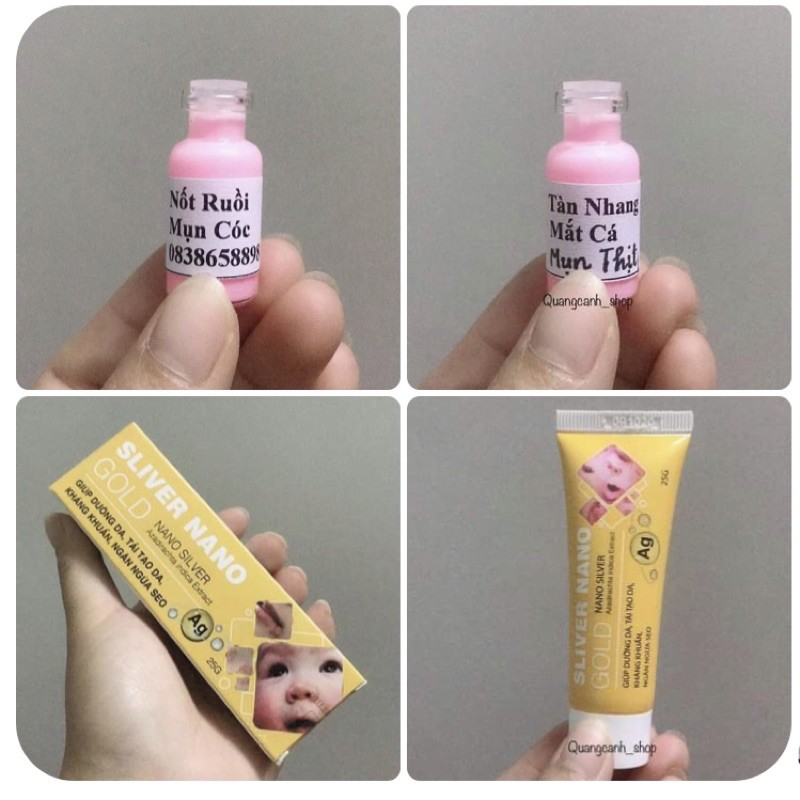 Nốt Ruồi
Mụn Cóc
0838658898
Tàn Nhang
Mắt Cá
Mụn Thịt
Quangcanh_shop
SLIVER NANO
GOLD
NANO SILVER
Azadirachta indica Extract
GIÚP DƯỠNG DA, TÁI TẠO DA,
KHÁNG KHUẨN, NGĂN NGỪA SẸO
Ag
25G
081020
25G
SLIVER NANO
GOLD
NANO SILVER
Azadirachta indica Extract
Ag
GIÚP DƯỠNG DA, TÁI TẠO DA,
KHÁNG KHUẨN,
NGĂN NGỪA SẸO
Quangcanh_shop